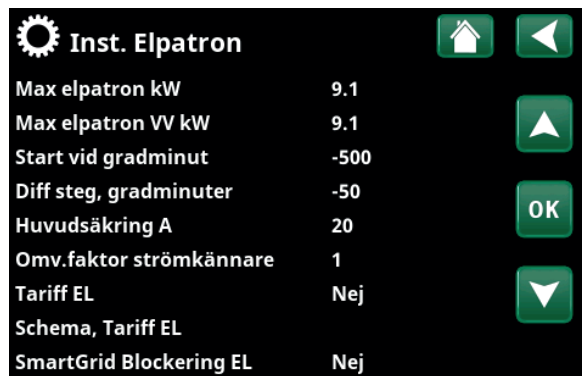 Inst. Elpatron
Max elpatron kW 9.1
Max elpatron VV kW 9.1
Start vid gradminut -500
Diff steg, gradminuter -50
Huvudsäkring A 20
Omv.faktor strömkännare 1
Tariff EL Nej
Schema, Tariff EL
SmartGrid Blockering EL Nej
OK